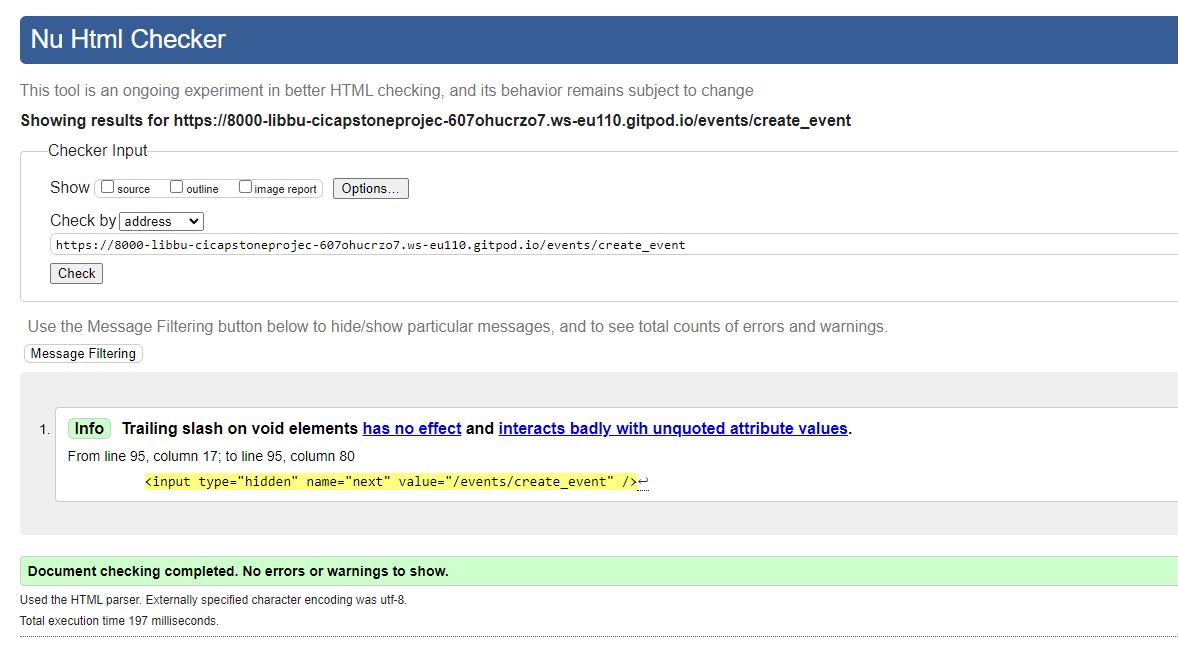 Nu Html Checker
This tool is an ongoing experiment in better HTML checking, and its behavior remains subject to change
Showing results for https://8000-libbu-cicapstoneprojec-607ohucrzo7.ws-eu110.gitpod.io/events/create_event
Checker Input
Show source outline image report Options...
Check by address
https://8000-libbu-cicapstoneprojec-607ohucrzo7.ws-eu110.gitpod.io/events/create_event
Check
Use the Message Filtering button below to hide/show particular messages, and to see total counts of errors and warnings.
Message Filtering
1. Info Trailing slash on void elements has no effect and interacts badly with unquoted attribute values.
From line 95, column 17; to line 95, column 80
<input type="hidden" name="next" value="/events/create_event" />↩
Document checking completed. No errors or warnings to show.
Used the HTML parser. Externally specified character encoding was utf-8.
Total execution time 197 milliseconds.